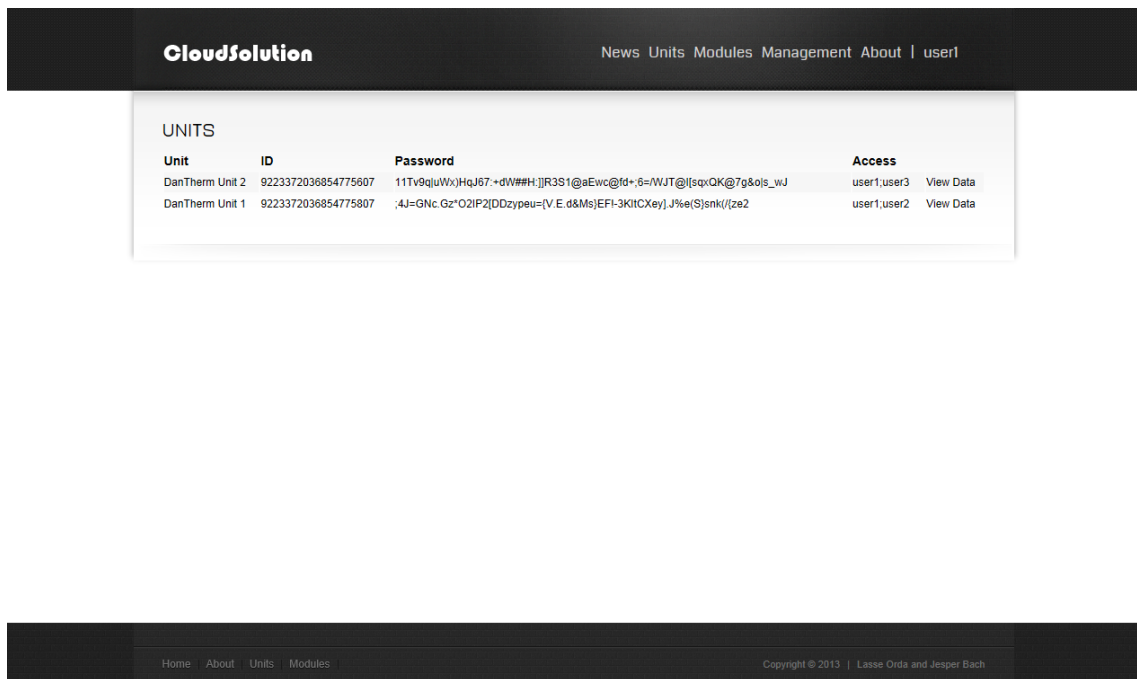 CloudSolution
News Units Modules Management About | user1
UNITS
Unit ID Password Access
DanTherm Unit 2 9223372036854775607 11Tv9q|uWx)HqJ67:+dW##H:]]R3S1@aEwc@fd+;6=/WJT@I[sqxQK@7g&o|s_wJ user1;user3 View Data
DanTherm Unit 1 9223372036854775807 ;4J=GNc.Gz*O2IP2[DDzypeu={V.E.d&Ms}EFI-3KItCXey].J%e(S}snk(/{ze2 user1;user2 View Data
Home | About | Units | Modules |
Copyright © 2013 | Lasse Orda and Jesper Bach